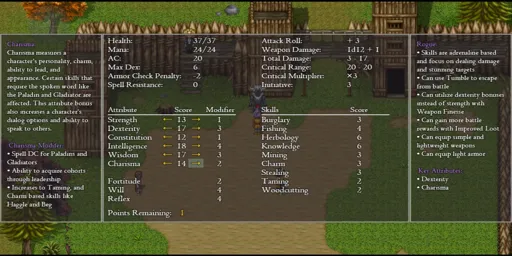 Charisma
Charisma measures a
character's personality, charm,
ability to lead, and
appearance. Certain skills that
require the spoken word like
the Paladin and Gladiator are
affected. This attribute bonus
also increases a character's
dialog options and ability to
speak to others.
Charisma Modifier
• Spell DC for Paladins and
Gladiators
• Ability to acquire cohorts
through leadership
• Increases to Taming, and
Charm based skills like
Haggle and Beg
Health: +37/37
Mana: 24/24
AC: 20
Max Dex: 6
Armor Check Penalty: -2
Spell Resistance: 0
Attack Roll: + 3
Weapon Damage: 1d12 + 1
Total Damage: 3 - 17
Critical Range: 20 - 20
Critical Multiplier: ×3
Initiative: 3
Attribute Score Modifier
Strength ← 13 → 1
Dexterity ← 17 → 3
Constitution ← 12 → 1
Intelligence ← 18 → 4
Wisdom ← 17 → 3
Charisma ← 14 → 2
Fortitude 2
Will 4
Reflex 4
Points Remaining: 1
Skills Score
Burglary 3
Fishing 4
Herbology 6
Knowledge 6
Mining 3
Charm 2
Stealing 3
Taming 2
Woodcutting 2
Rogue
• Skills are adrenaline based
and focus on dealing damage
and stunning targets
• Can use Tumble to escape
from battle
• Can utilize dexterity bonuses
instead of strength with
Weapon Finesse
• Can gain more battle
rewards with Improved Loot
• Can equip simple and
lightweight weapons
• Can equip light armor
Key Attributes
• Dexterity
• Charisma